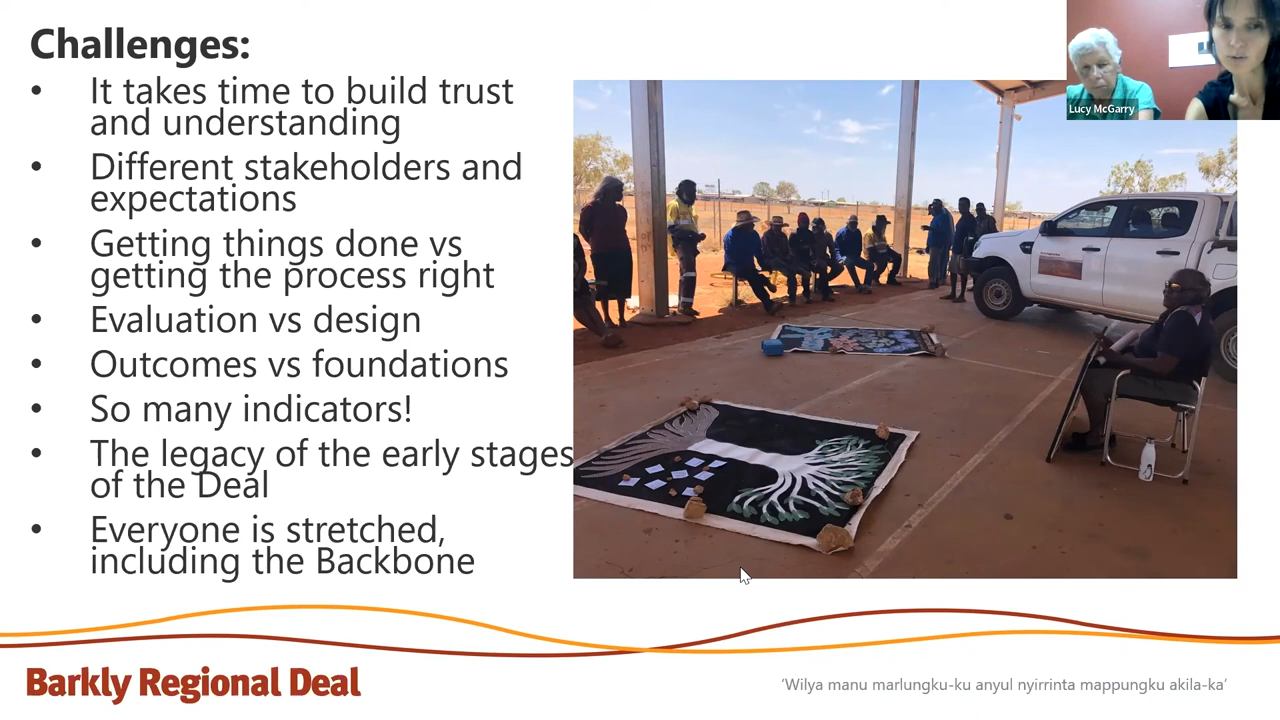 Challenges:
• It takes time to build trust
and understanding
• Different stakeholders and
expectations
• Getting things done vs
getting the process right
• Evaluation vs design
• Outcomes vs foundations
• So many indicators!
• The legacy of the early stages
of the Deal
• Everyone is stretched,
including the Backbone
Lucy McGarry
Barkly Regional Deal
‘Wilya manu marlungku-ku anyul nyirrinta mappungku akila-ka’